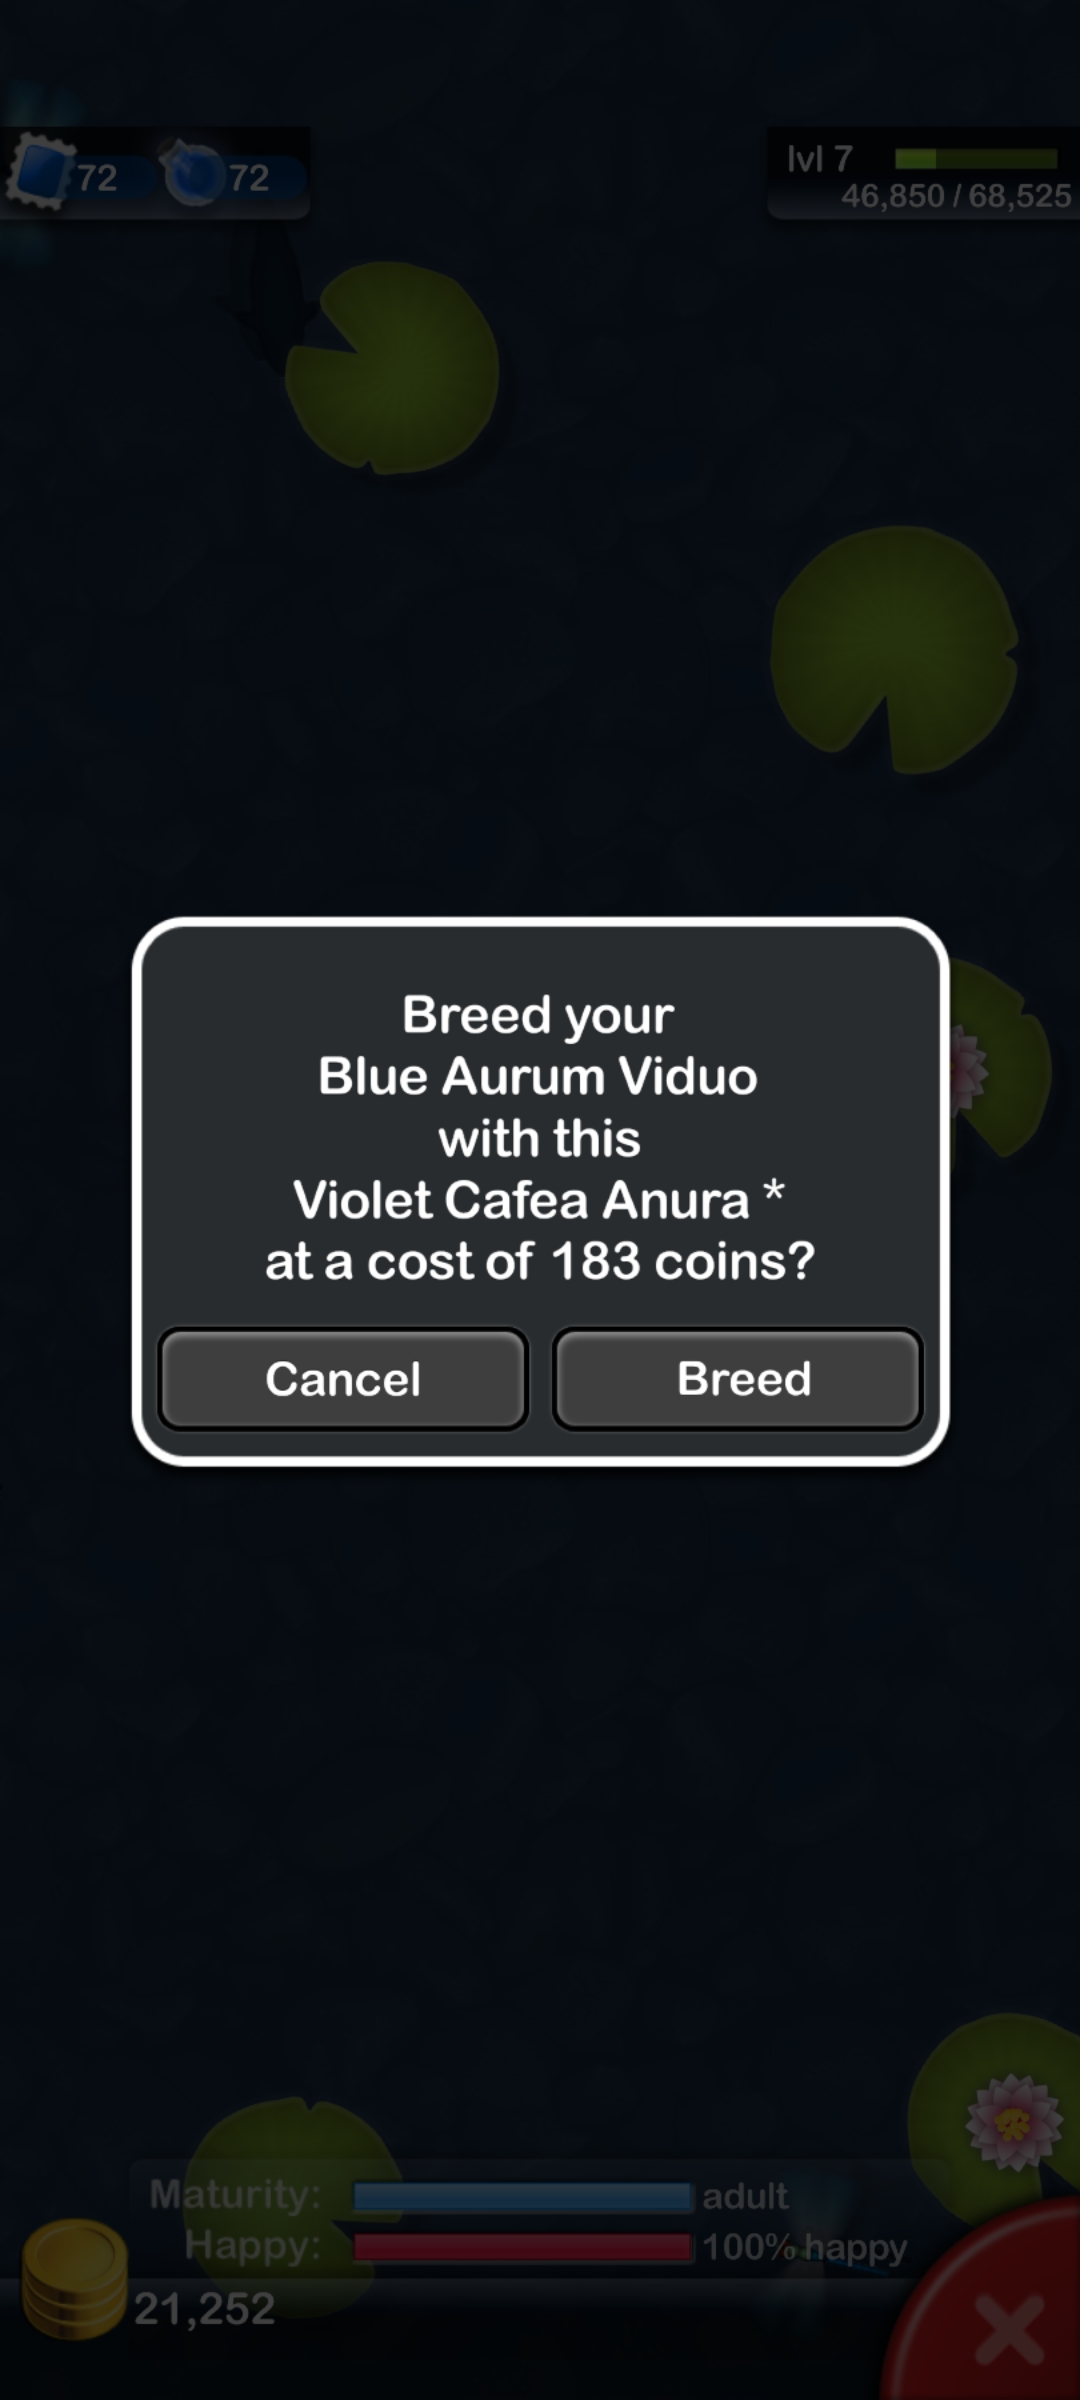 72
72
lvl 7
46,850 / 68,525
Breed your
Blue Aurum Viduo
with this
Violet Cafea Anura *
at a cost of 183 coins?
Cancel
Breed
Maturity:
adult
Happy:
100% happy
21,252